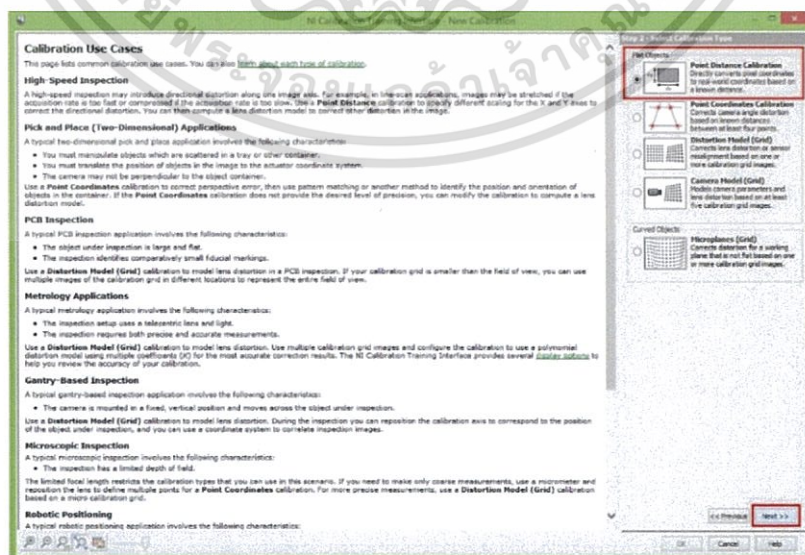 NI Calibration Training Interface - New Calibration
Calibration Use Cases
This page lists common calibration use cases. You can also learn about each type of calibration.
High-Speed Inspection
A high-speed inspection may introduce directional distortion along one image axis. For example, in line-scan applications, images may be stretched if the
acquisition rate is too fast or compressed if the acquisition rate is too slow. Use a Point Distance calibration to specify different scaling for the X and Y axes to
correct the directional distortion. You can then compute a lens distortion model to correct other distortion in the image.
Pick and Place (Two-Dimensional) Applications
A typical two-dimensional pick and place application involves the following characteristics:
• You must manipulate objects which are scattered in a tray or other container.
• You must translate the position of objects in the image to the actuator coordinate system.
• The camera may not be perpendicular to the object container.
Use a Point Coordinates calibration to correct perspective error, then use pattern matching or another method to identify the position and orientation of
objects in the container. If the Point Coordinates calibration does not provide the desired level of precision, you can modify the calibration to compute a lens
distortion model.
PCB Inspection
A typical PCB inspection application involves the following characteristics:
• The object under inspection is large and flat.
• The inspection identifies comparatively small fiducial markings.
Use a Distortion Model (Grid) calibration to model lens distortion in a PCB inspection. If your calibration grid is smaller than the field of view, you can use
multiple images of the calibration grid in different locations to represent the entire field of view.
Metrology Applications
A typical metrology application involves the following characteristics:
• The inspection setup uses a telecentric lens and light.
• The inspection requires both precise and accurate measurements.
Use a Distortion Model (Grid) calibration to model lens distortion. Use multiple calibration grid images and configure the calibration to use a polynomial
distortion model using multiple coefficients (K) for the most accurate correction results. The NI Calibration Training Interface provides several display options to
help you review the accuracy of your calibration.
Gantry-Based Inspection
A typical gantry-based inspection application involves the following characteristics:
• The camera is mounted in a fixed, vertical position and moves across the object under inspection.
Use a Distortion Model (Grid) calibration to model lens distortion. During the inspection you can reposition the calibration axis to correspond to the position
of the object under inspection, and you can use a coordinate system to correlate inspection images.
Microscopic Inspection
A typical microscopic inspection involves the following characteristics:
• The inspection has a limited depth of field.
The limited focal length restricts the calibration types that you can use in this scenario. If you need to make only coarse measurements, use a micrometer and
reposition the lens to define multiple points for a Point Coordinates calibration. For more precise measurements, use a Distortion Model (Grid) calibration
based on a micro calibration grid.
Robotic Positioning
A typical robotic positioning application involves the following characteristics:
Step 2 - Select Calibration Type
Flat Objects
Point Distance Calibration
Directly converts pixel coordinates
to real-world coordinates based on
a known distance.
Point Coordinates Calibration
Corrects camera angle distortion
based on known distances
between at least four points.
Distortion Model (Grid)
Corrects lens distortion or sensor
misalignment based on one or
more calibration grid images.
Camera Model (Grid)
Models camera parameters and
lens distortion based on at least
five calibration grid images.
Curved Objects
Microplanes (Grid)
Corrects distortion for a working
plane that is not flat based on one
or more calibration grid images.
<< Previous
Next >>
OK
Cancel
Help